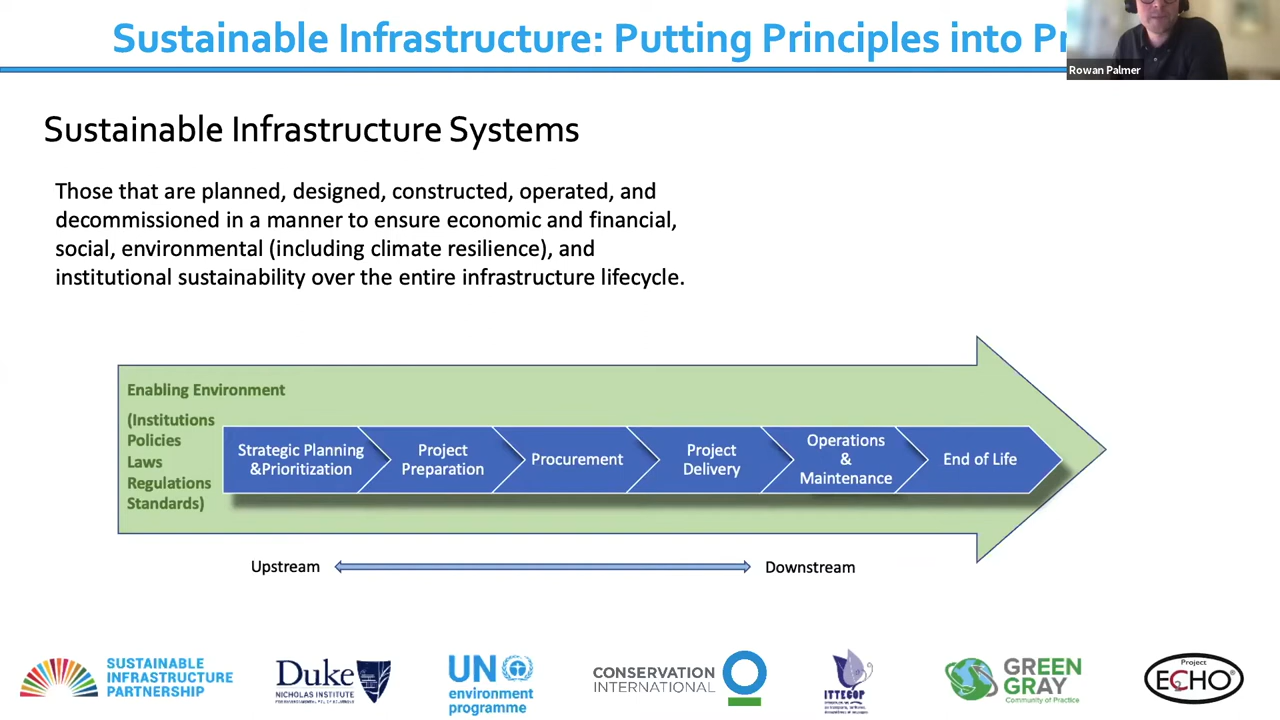 Sustainable Infrastructure: Putting Principles into Pr
Rowan Palmer
Sustainable Infrastructure Systems
Those that are planned, designed, constructed, operated, and
decommissioned in a manner to ensure economic and financial,
social, environmental (including climate resilience), and
institutional sustainability over the entire infrastructure lifecycle.
Enabling Environment
(Institutions
Policies
Laws
Regulations
Standards)
Strategic Planning
&Prioritization
Project
Preparation
Procurement
Project
Delivery
Operations
&
Maintenance
End of Life
Upstream
Downstream
SUSTAINABLE
INFRASTRUCTURE
PARTNERSHIP
Duke
NICHOLAS INSTITUTE
UN
environment
programme
CONSERVATION
INTERNATIONAL
ITTECOP
GREEN
GRAY
Community of Practice
Project
ECHO